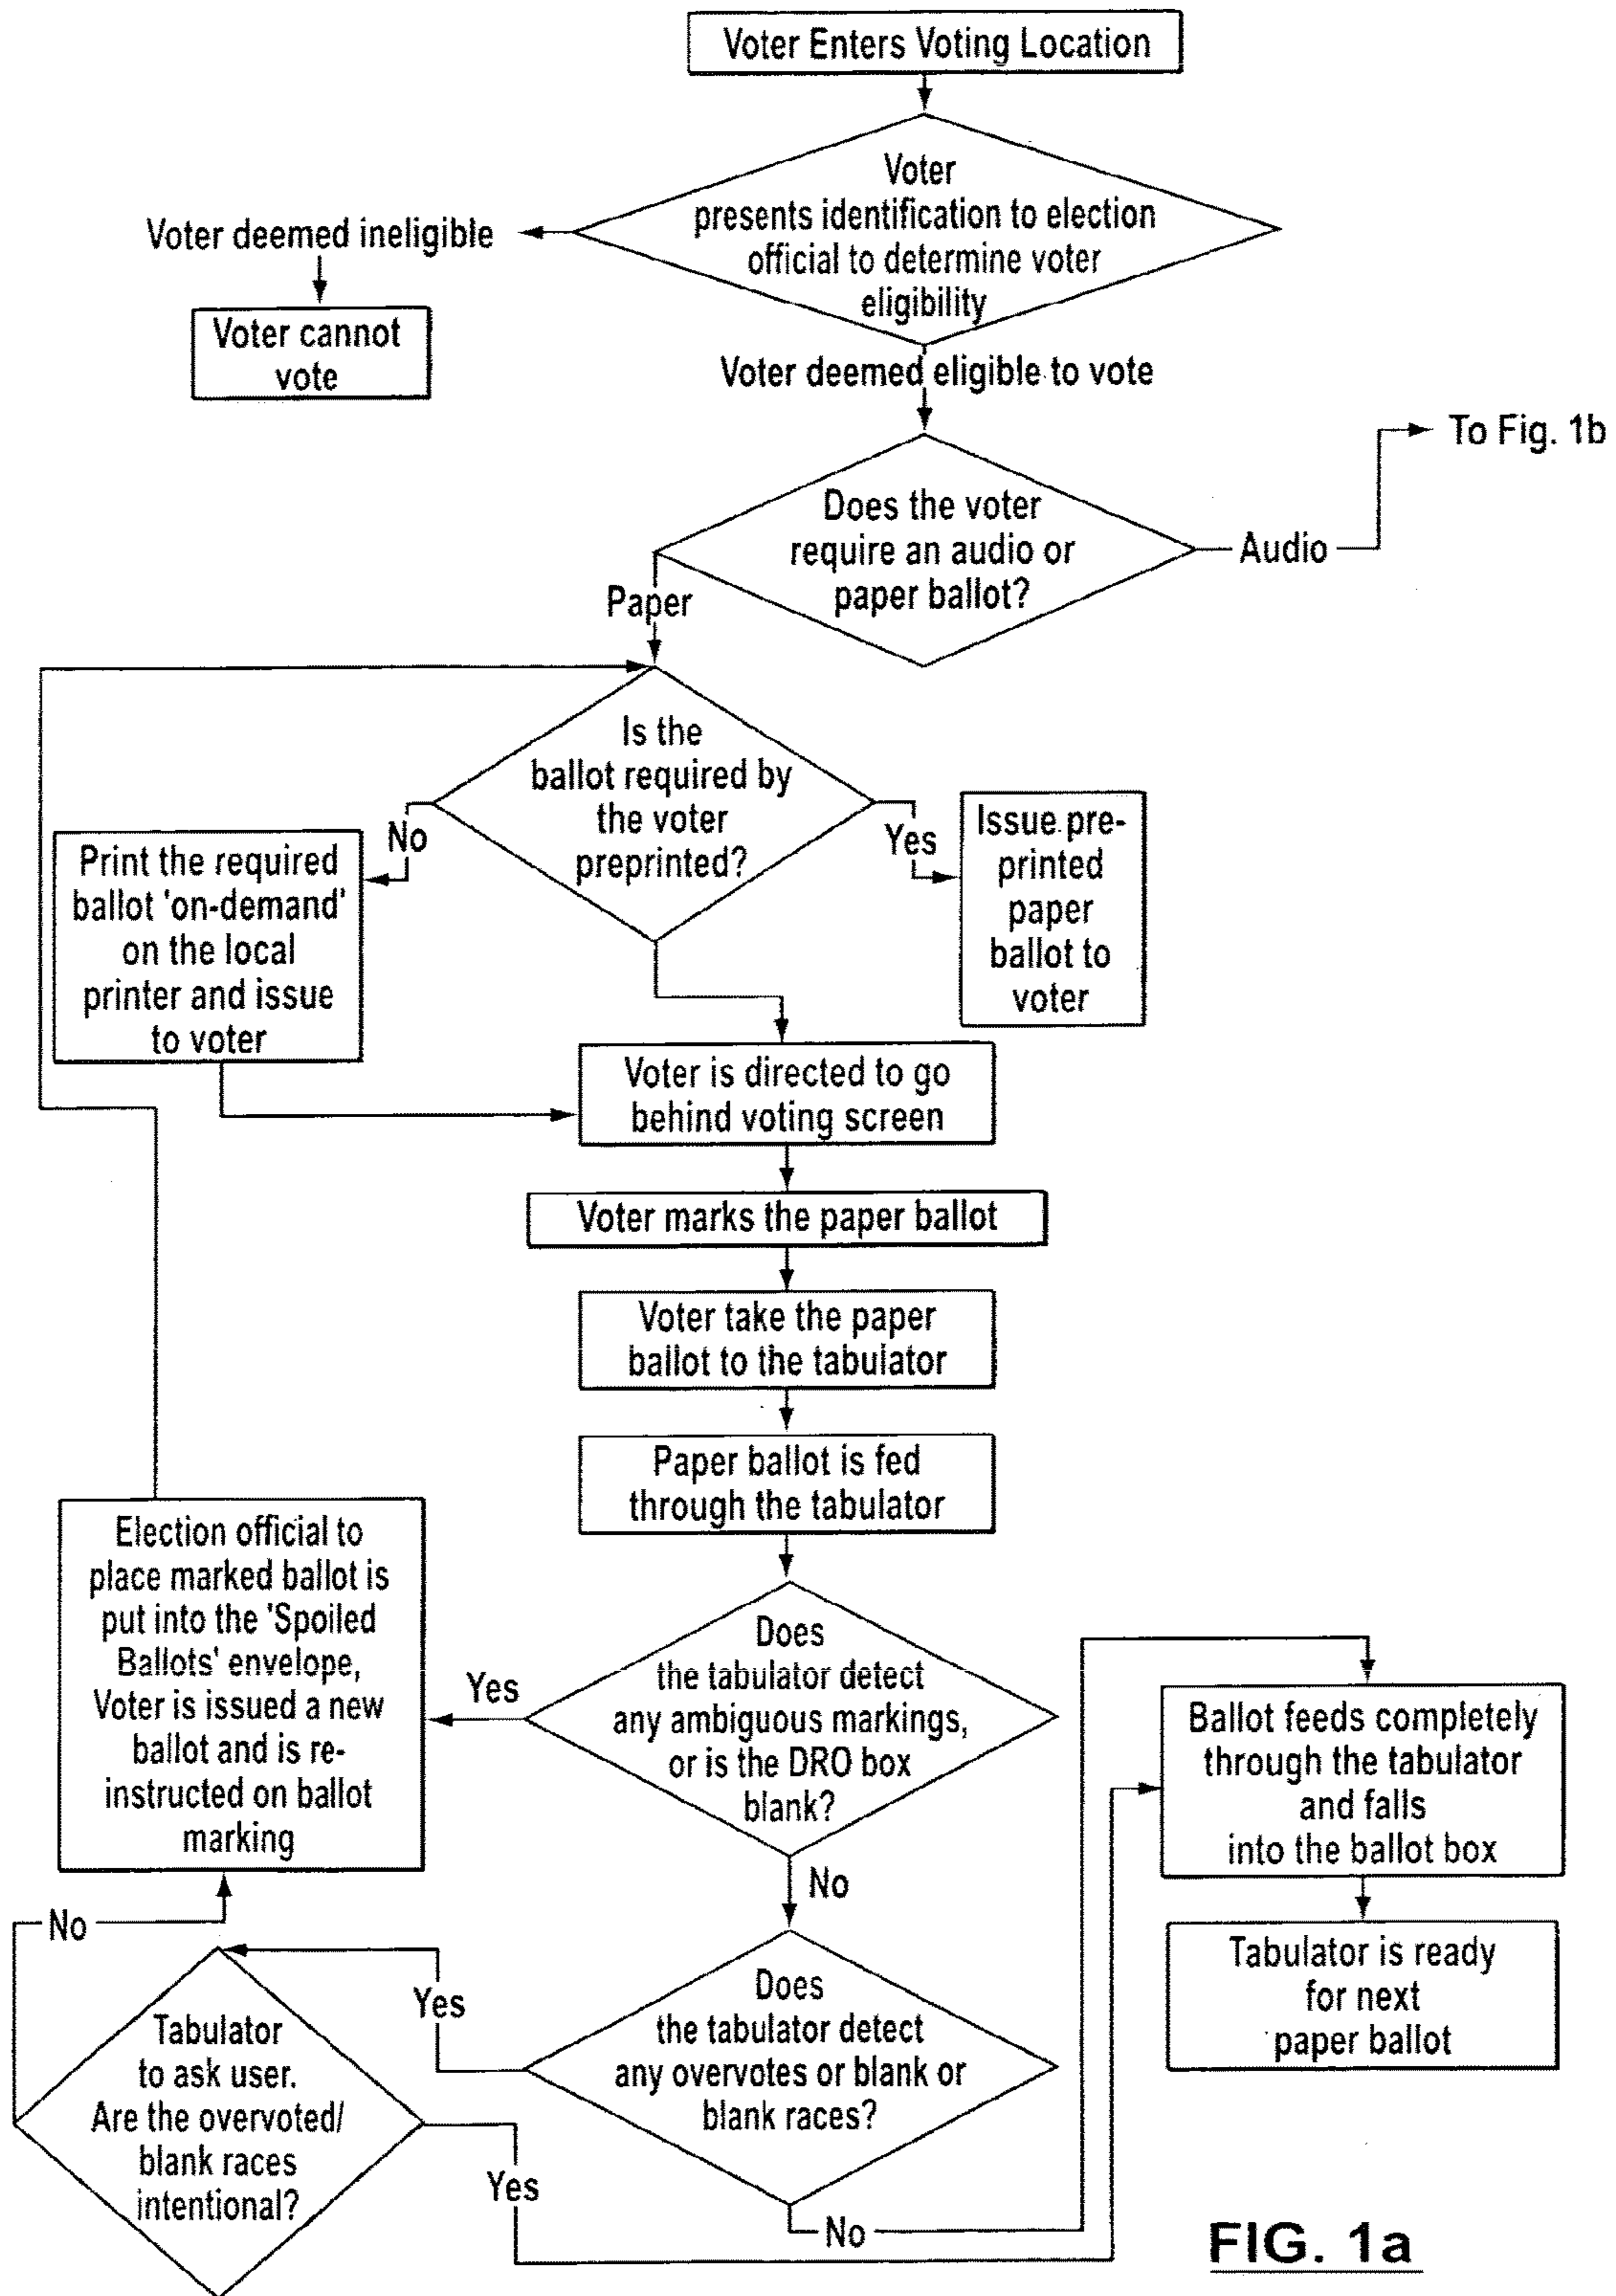 Voter Enters Voting Location
Voter
presents identification to election
official to determine voter
eligibility
Voter deemed ineligible
Voter cannot
vote
Voter deemed eligible to vote
To Fig. 1b
Does the voter
require an audio or
paper ballot?
Audio
Paper
Is the
ballot required by
the voter
preprinted?
No
Yes
Print the required
ballot 'on-demand'
on the local
printer and issue
to voter
Issue pre-
printed
paper
ballot to
voter
Voter is directed to go
behind voting screen
Voter marks the paper ballot
Voter take the paper
ballot to the tabulator
Paper ballot is fed
through the tabulator
Election official to
place marked ballot is
put into the 'Spoiled
Ballots' envelope,
Voter is issued a new
ballot and is re-
instructed on ballot
marking
Yes
Does
the tabulator detect
any ambiguous markings,
or is the DRO box
blank?
No
Ballot feeds completely
through the tabulator
and falls
into the ballot box
Tabulator is ready
for next
paper ballot
No
Yes
Does
the tabulator detect
any overvotes or blank or
blank races?
Tabulator
to ask user.
Are the overvoted/
blank races
intentional?
Yes
No
FIG. 1a